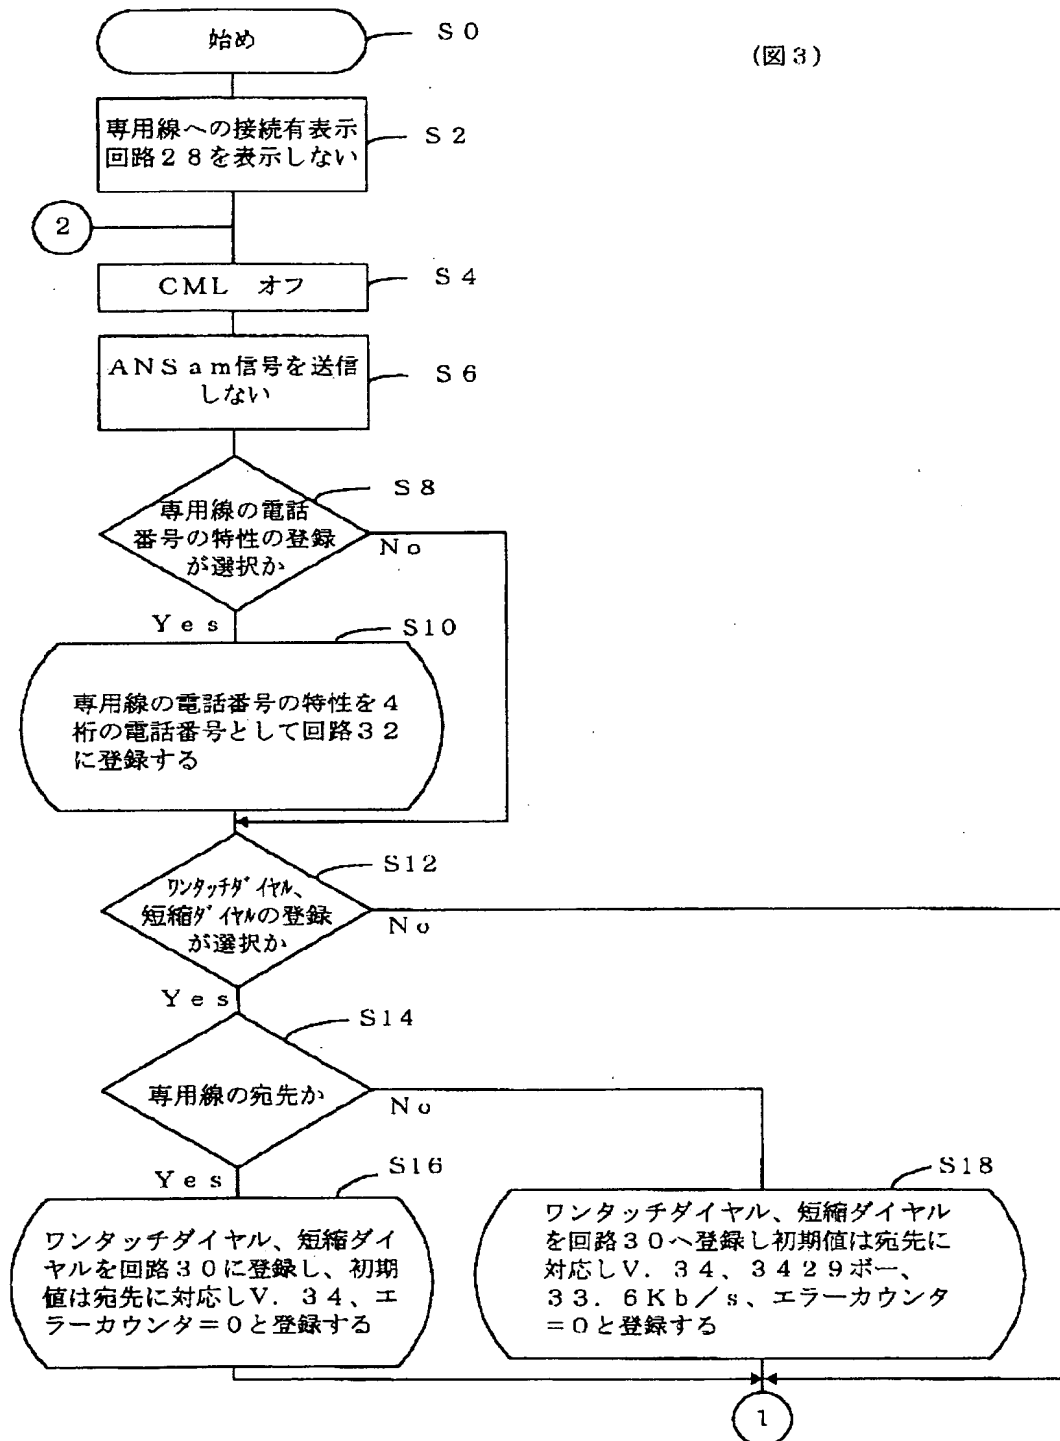 始め
S0
(図3)
専用線への接続有表示
回路28を表示しない
S2
2
CML オフ
S4
ANSam信号を送信
しない
S6
専用線の電話
番号の特性の登録
が選択か
S8
No
Yes
S10
専用線の電話番号の特性を4
桁の電話番号として回路32
に登録する
ワンタッチダイヤル、
短縮ダイヤルの登録
が選択か
S12
No
Yes
S14
専用線の宛先か
No
Yes
S16
ワンタッチダイヤル、短縮ダイ
ヤルを回路30に登録し、初期
値は宛先に対応しV.34、エ
ラーカウンタ=0と登録する
S18
ワンタッチダイヤル、短縮ダイヤル
を回路30へ登録し初期値は宛先に
対応しV.34、3429ボー、
33.6Kb/s、エラーカウンタ
=0と登録する
1